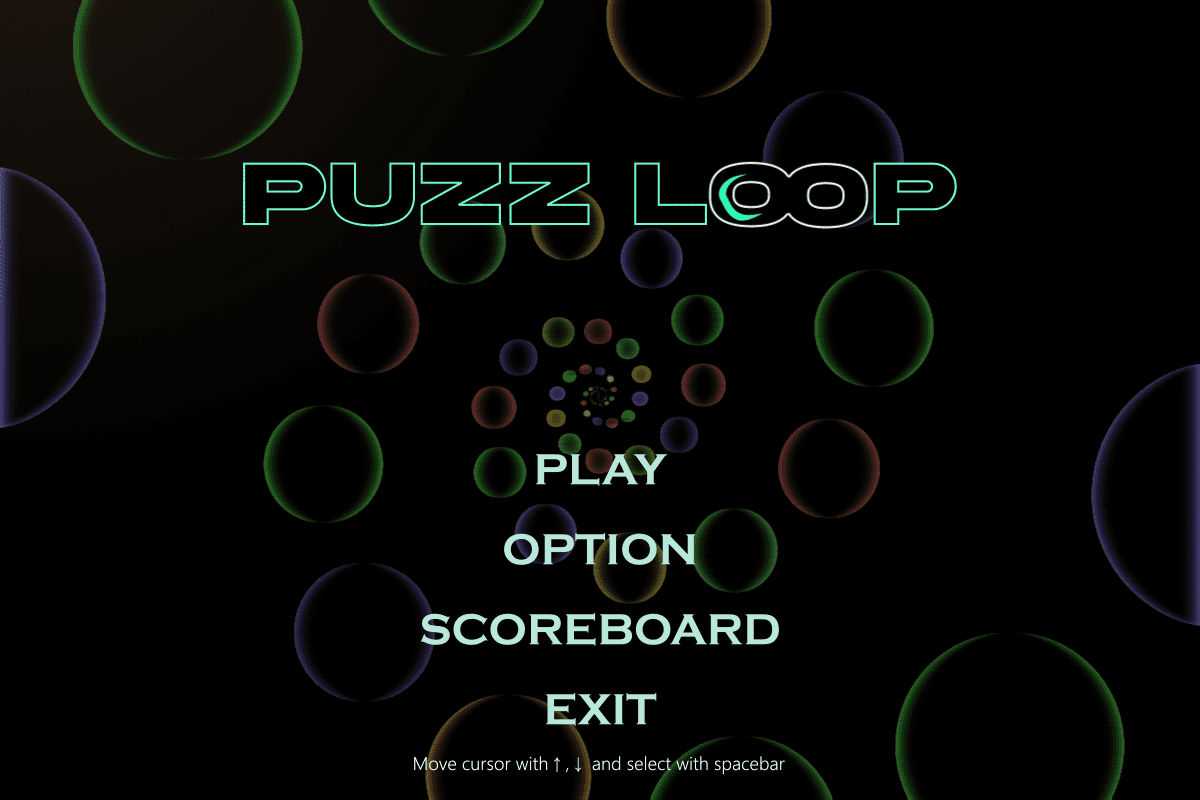 PUZZ LOOP
PLAY
OPTION
SCOREBOARD
EXIT
Move cursor with ↑ , ↓ and select with spacebar